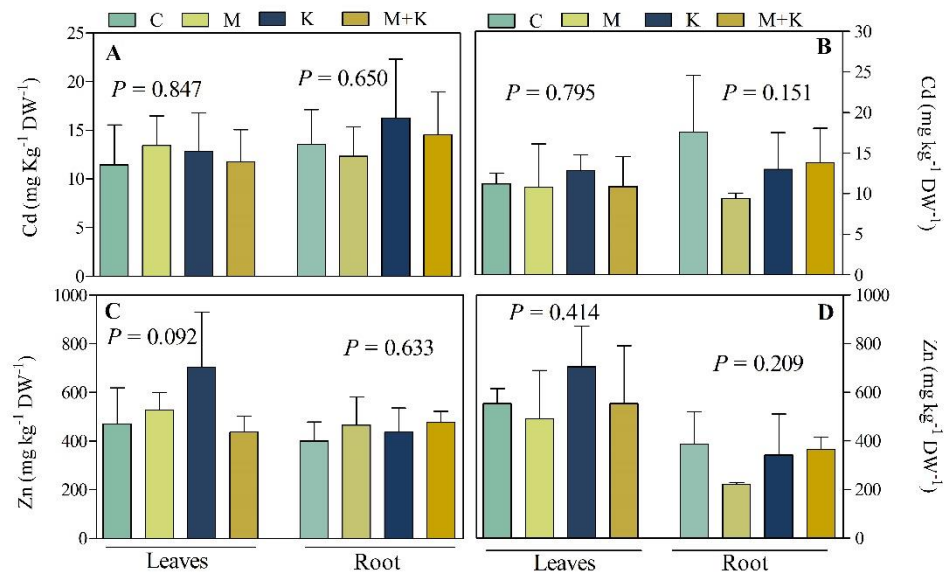 C M K M+K
C M K M+K
A
P = 0.847
P = 0.650
25
20
15
10
5
0
Cd (mg Kg⁻¹ DW⁻¹)
B
P = 0.795
P = 0.151
30
25
20
15
10
5
0
Cd (mg kg⁻¹ DW⁻¹)
C
P = 0.092
P = 0.633
1000
800
600
400
200
0
Zn (mg kg⁻¹ DW⁻¹)
Leaves
Root
D
P = 0.414
P = 0.209
1000
800
600
400
200
0
Zn (mg kg⁻¹ DW⁻¹)
Leaves
Root